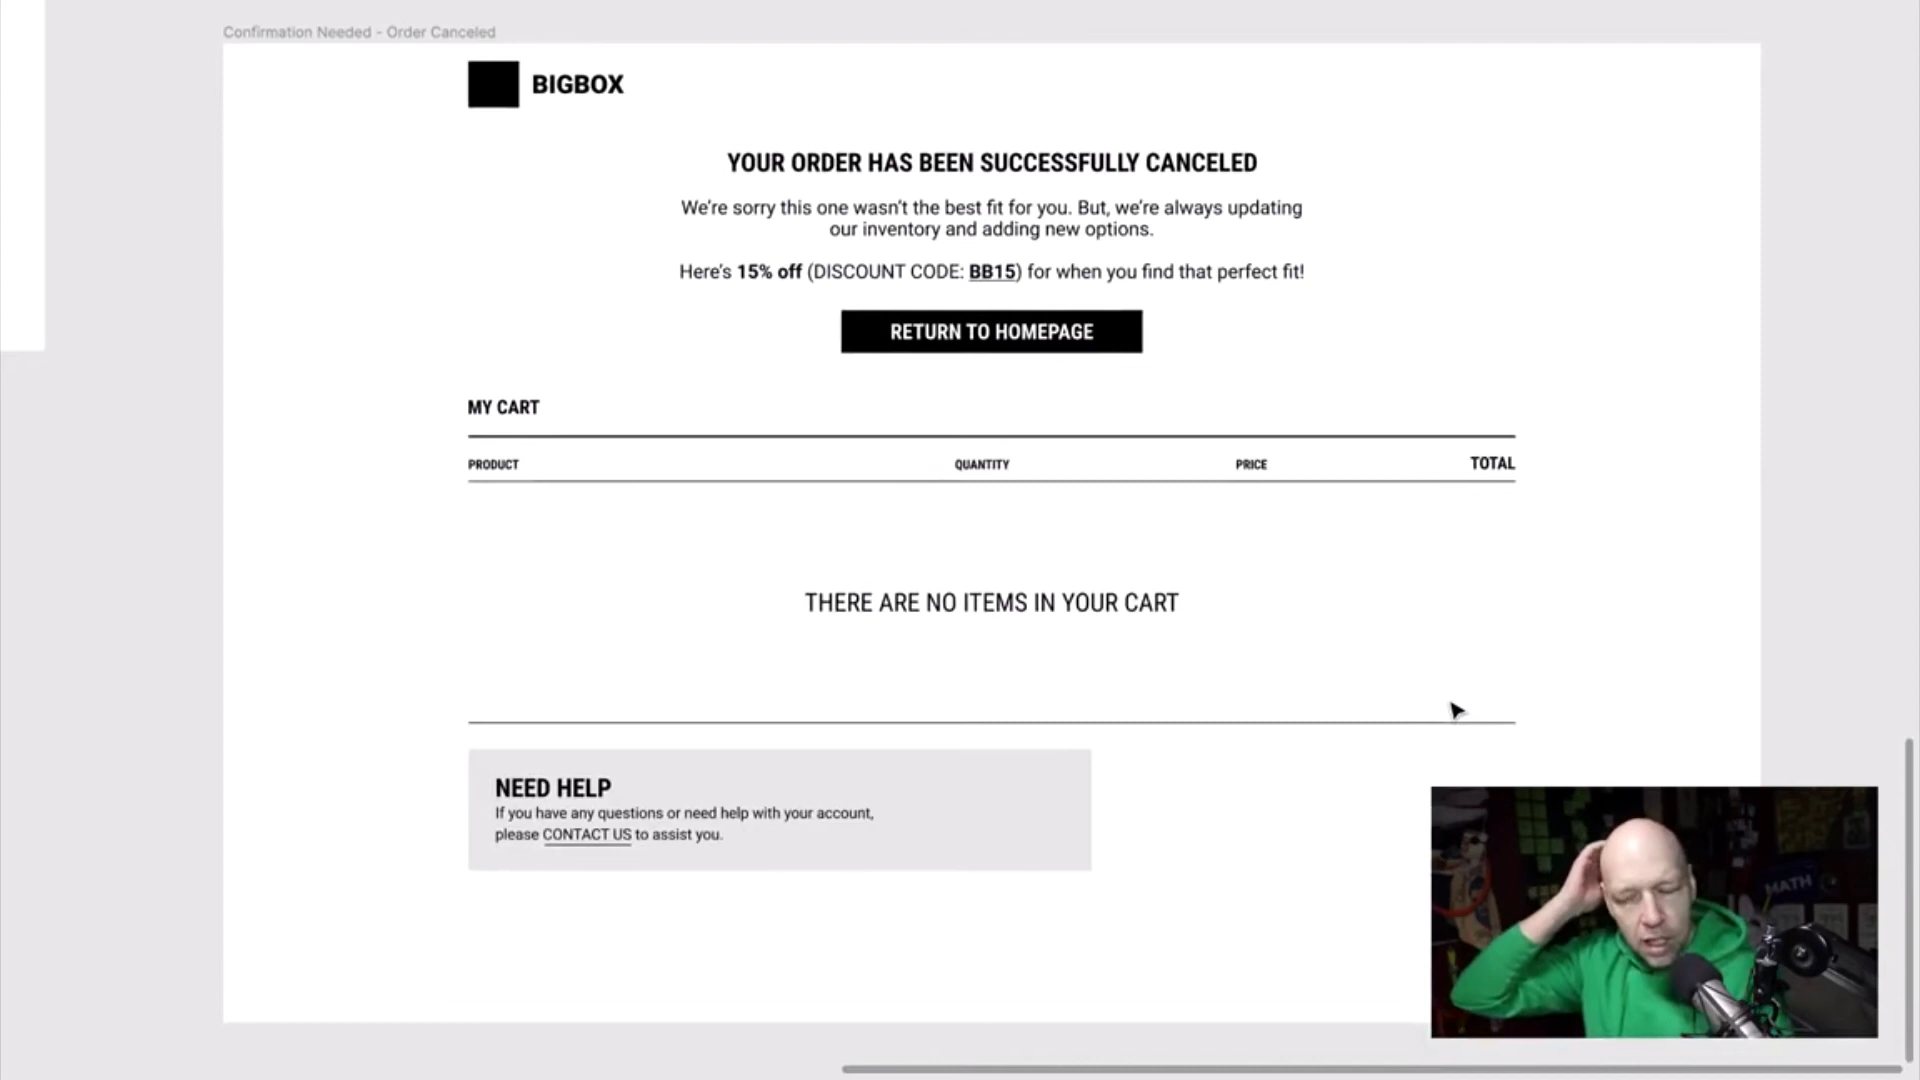 Confirmation Needed - Order Canceled
BIGBOX
YOUR ORDER HAS BEEN SUCCESSFULLY CANCELED
We're sorry this one wasn't the best fit for you. But, we're always updating
our inventory and adding new options.
Here's 15% off (DISCOUNT CODE: BB15) for when you find that perfect fit!
RETURN TO HOMEPAGE
MY CART
PRODUCT QUANTITY PRICE TOTAL
THERE ARE NO ITEMS IN YOUR CART
NEED HELP
If you have any questions or need help with your account,
please CONTACT US to assist you.
MATH